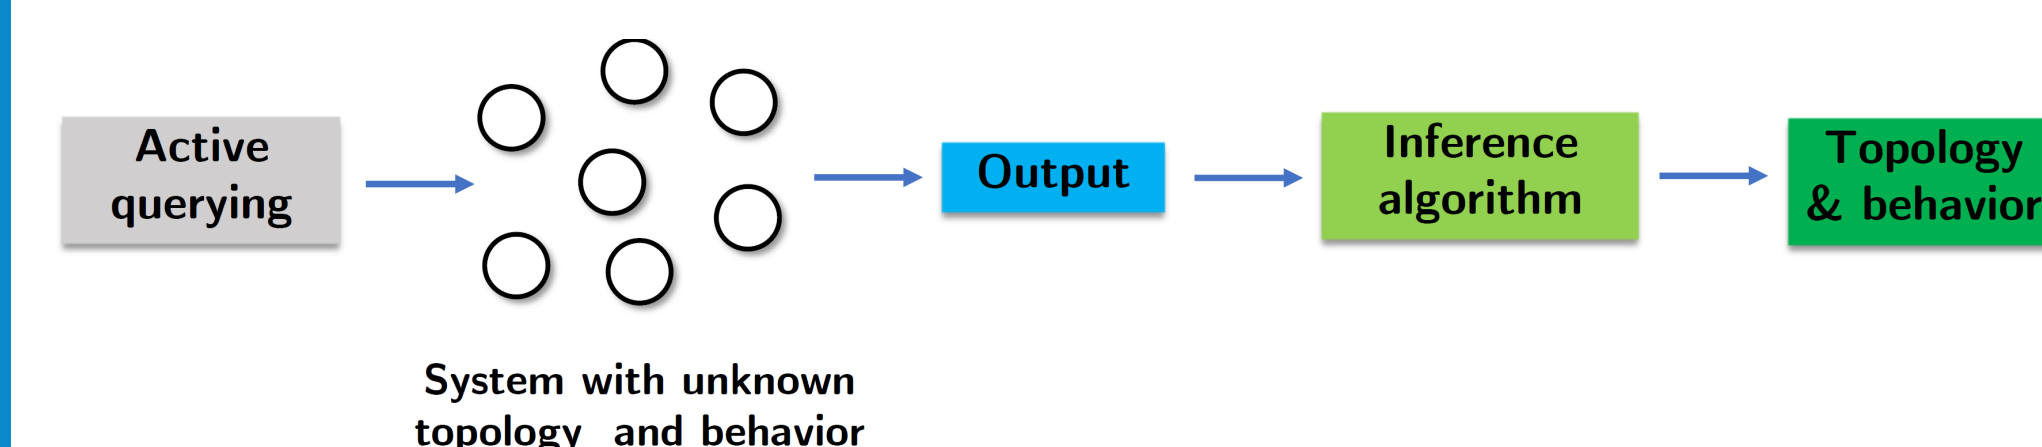 Active
querying
System with unknown
topology and behavior
Output
Inference
algorithm
Topology
& behavior